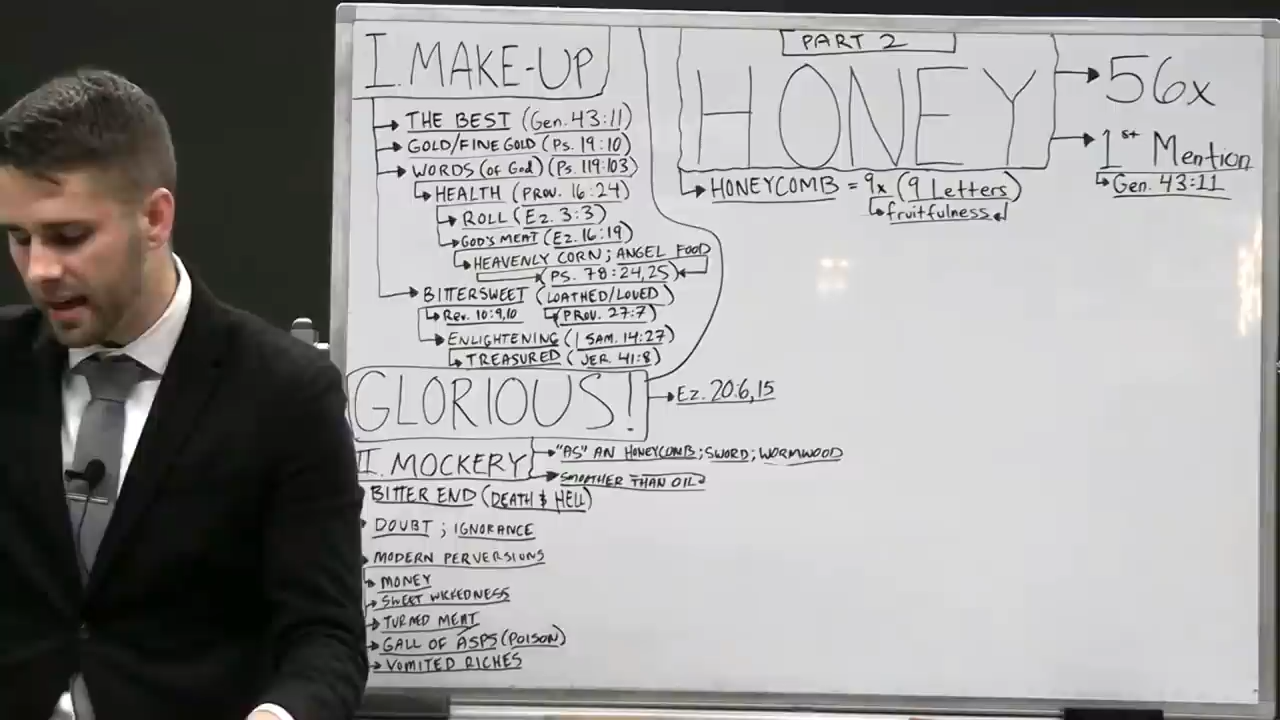 I. MAKE-UP
THE BEST (Gen. 43:11)
GOLD/FINE GOLD (Ps. 19:10)
WORDS (of God) (Ps. 119:103)
HEALTH (PROV. 16:24)
ROLL (Ez. 3:3)
GOD'S MEAT (Ez. 16:19)
HEAVENLY CORN; ANGEL FOOD
(PS. 78:24,25)
BITTERSWEET (LOATHED/LOVED)
Rev. 10:9,10 (PROV. 27:7)
ENLIGHTENING (1 SAM. 14:27)
TREASURED (JER. 41:8)
GLORIOUS!
Ez. 20:6,15
II. MOCKERY
"AS" AN HONEYCOMB; SWORD; WORMWOOD
SMOOTHER THAN OIL
BITTER END (DEATH & HELL)
DOUBT; IGNORANCE
MODERN PERVERSIONS
MONEY
SWEET WICKEDNESS
TURNED MEAT
GALL OF ASPS (POISON)
VOMITED RICHES
PART 2
HONEY
56x
1st Mention
Gen. 43:11
HONEYCOMB = 9x (9 Letters)
fruitfulness